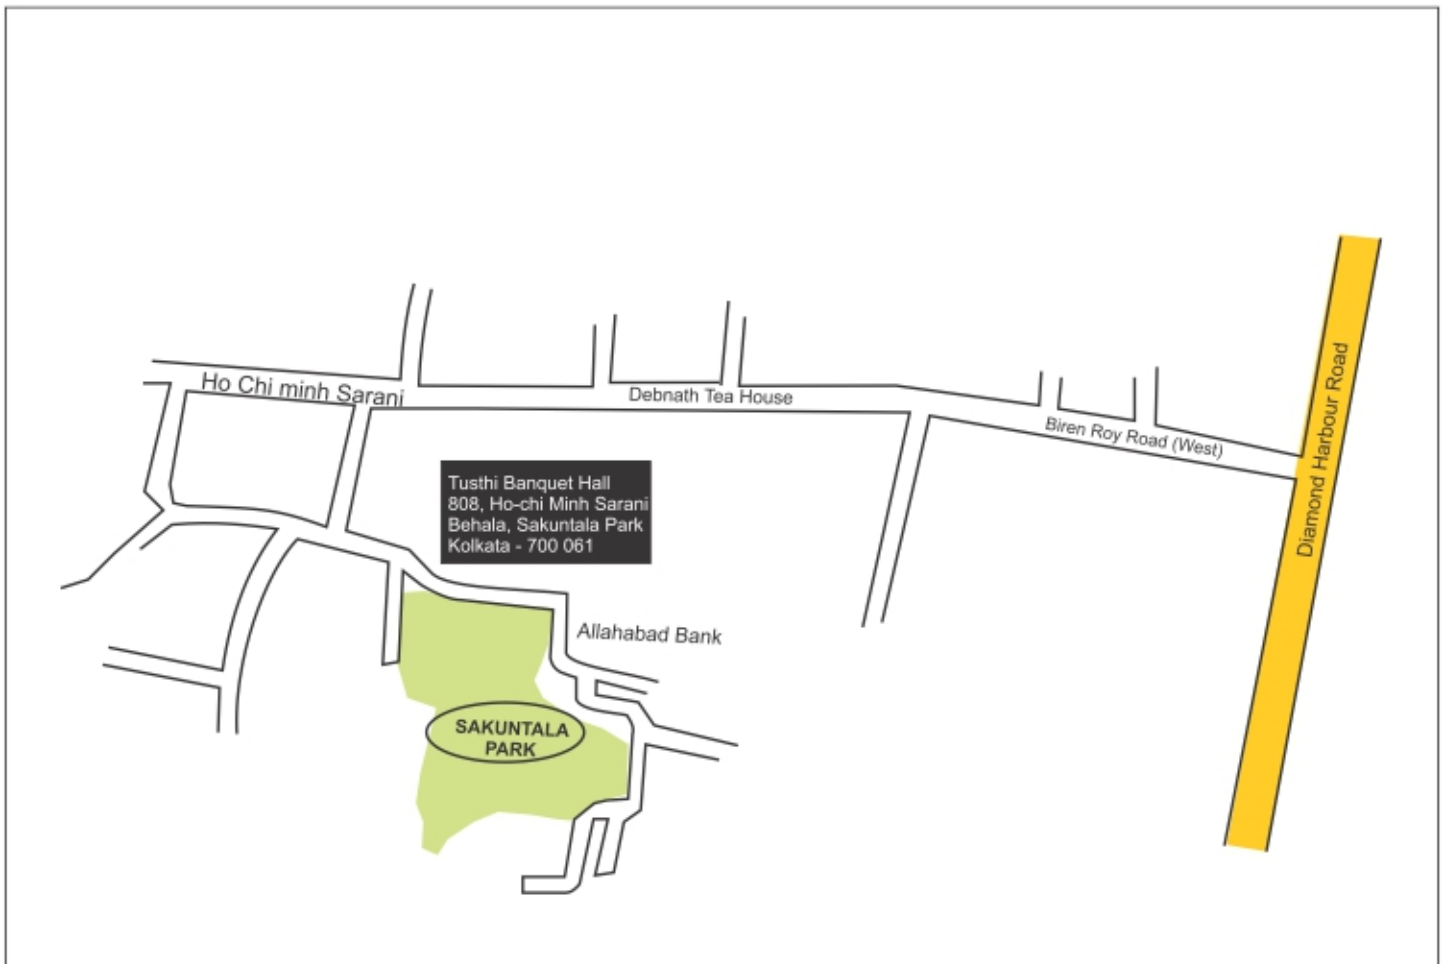 Ho Chi minh Sarani
Debnath Tea House
Biren Roy Road (West)
Diamond Harbour Road
Tusthi Banquet Hall
808, Ho-chi Minh Sarani
Behala, Sakuntala Park
Kolkata - 700 061
Allahabad Bank
SAKUNTALA
PARK